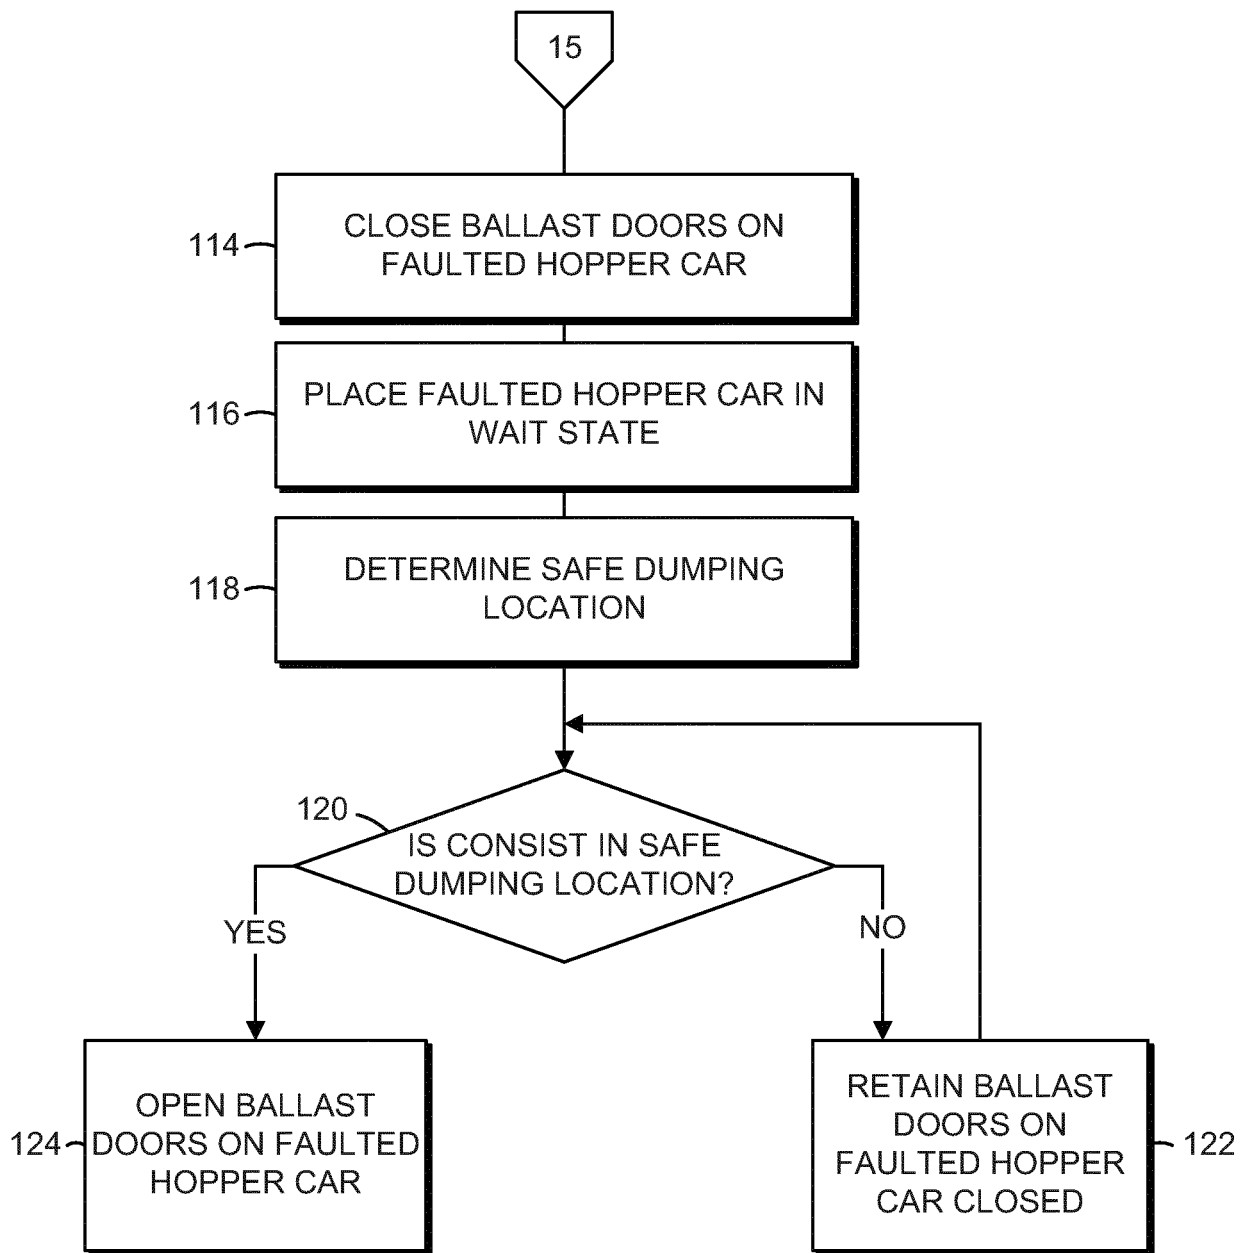 15
114
CLOSE BALLAST DOORS ON
FAULTED HOPPER CAR
116
PLACE FAULTED HOPPER CAR IN
WAIT STATE
118
DETERMINE SAFE DUMPING
LOCATION
120
IS CONSIST IN SAFE
DUMPING LOCATION?
YES
NO
124
OPEN BALLAST
DOORS ON FAULTED
HOPPER CAR
RETAIN BALLAST
DOORS ON
FAULTED HOPPER
CAR CLOSED
122